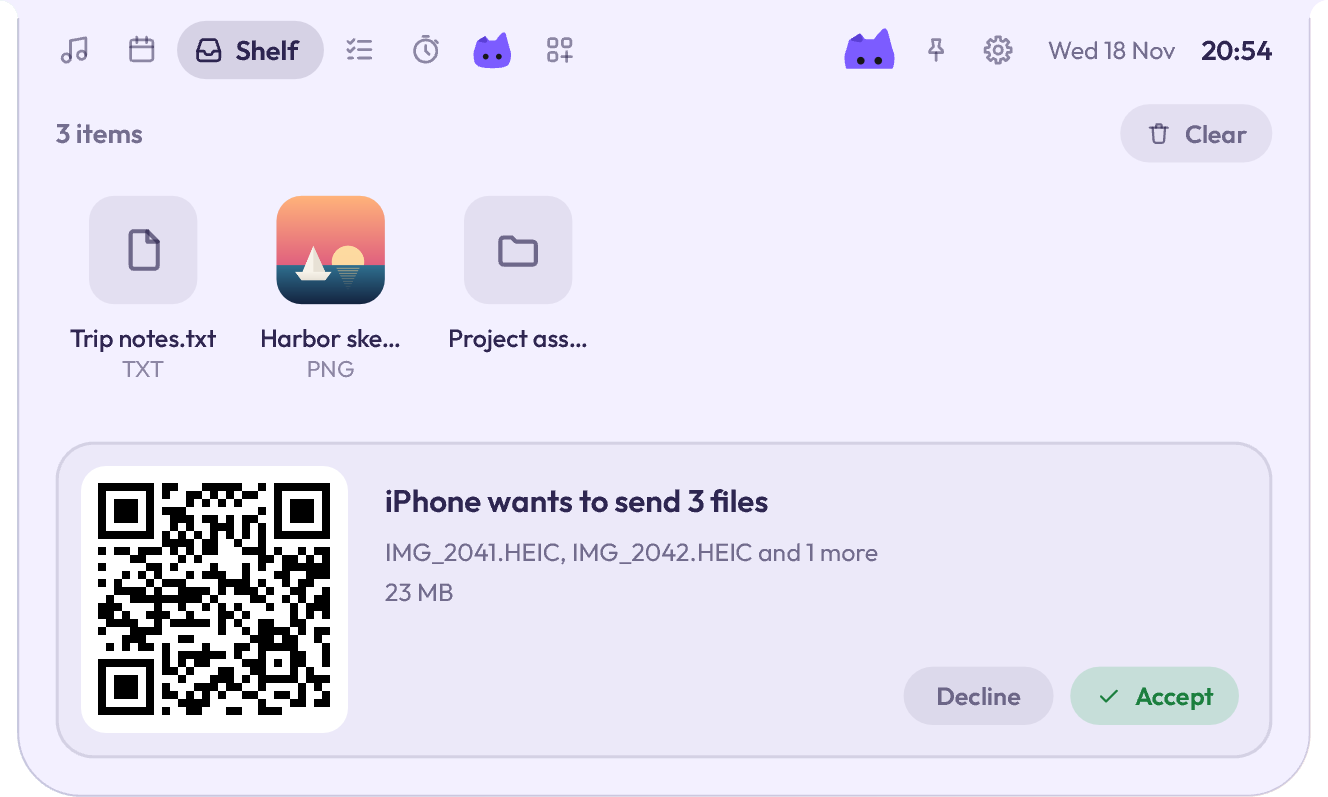 Shelf
Wed 18 Nov 20:54
3 items
Clear
Trip notes.txt
TXT
Harbor ske...
PNG
Project ass...
iPhone wants to send 3 files
IMG_2041.HEIC, IMG_2042.HEIC and 1 more
23 MB
Decline
Accept